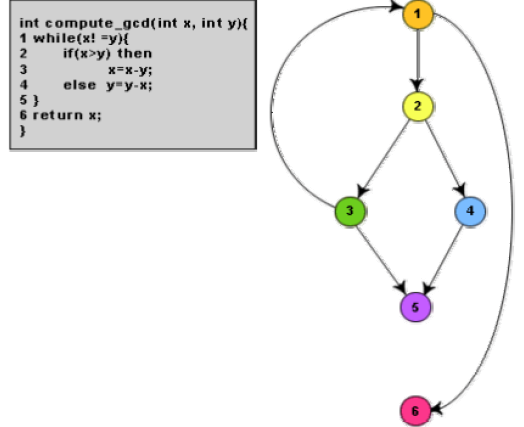 int compute_gcd(int x, int y){
1 while(x! =y){
2 if(x>y) then
3 x=x-y;
4 else y=y-x;
5 }
6 return x;
}
1
2
3
4
5
6